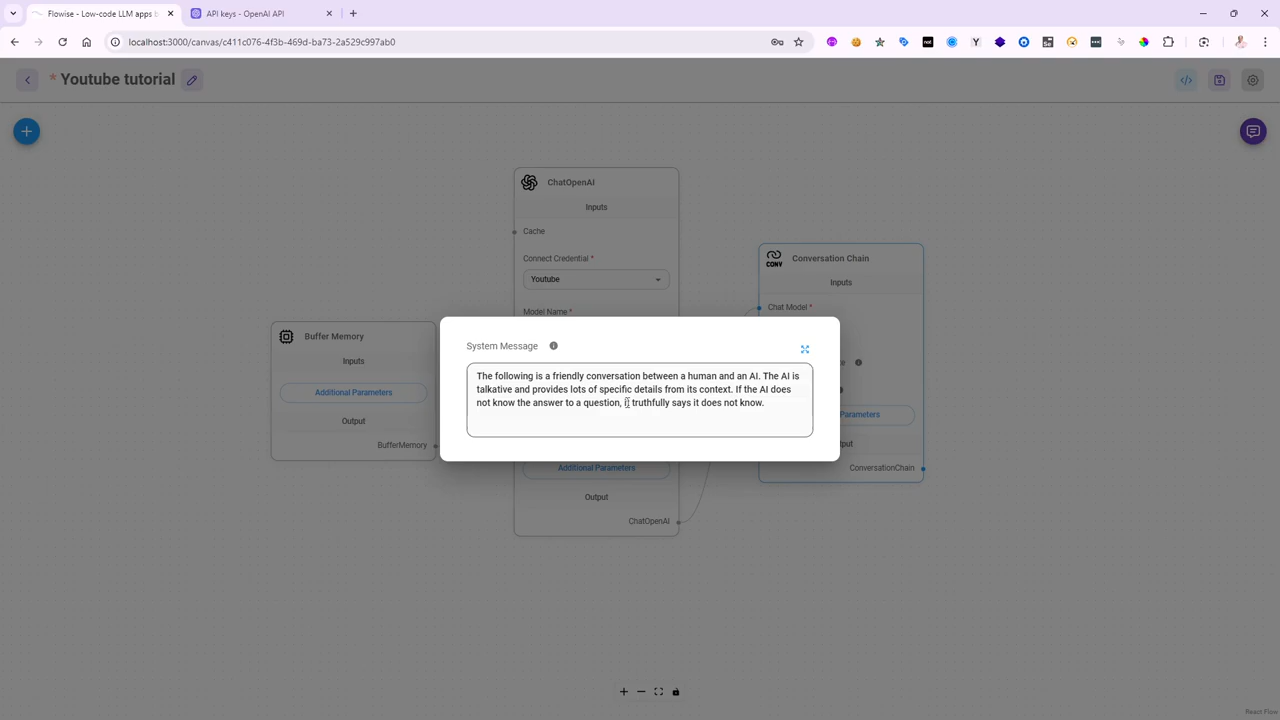 Flowise - Low-code LLM apps b
API keys - OpenAI API
localhost:3000/canvas/c411c076-4f3b-469d-ba73-2a529c997ab0
* Youtube tutorial
ChatOpenAI
Inputs
Cache
Connect Credential *
Youtube
Model Name *
Additional Parameters
Output
ChatOpenAI
Buffer Memory
Inputs
Additional Parameters
Output
BufferMemory
Conversation Chain
CONV
Inputs
Chat Model *
Parameters
ConversationChain
System Message
The following is a friendly conversation between a human and an AI. The AI is
talkative and provides lots of specific details from its context. If the AI does
not know the answer to a question, it truthfully says it does not know.
React Flow